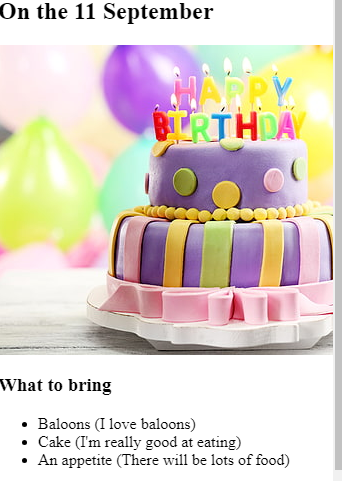 On the 11 September
HAPPY
BIRTHDAY
What to bring
Baloons (I love baloons)
Cake (I'm really good at eating)
An appetite (There will be lots of food)